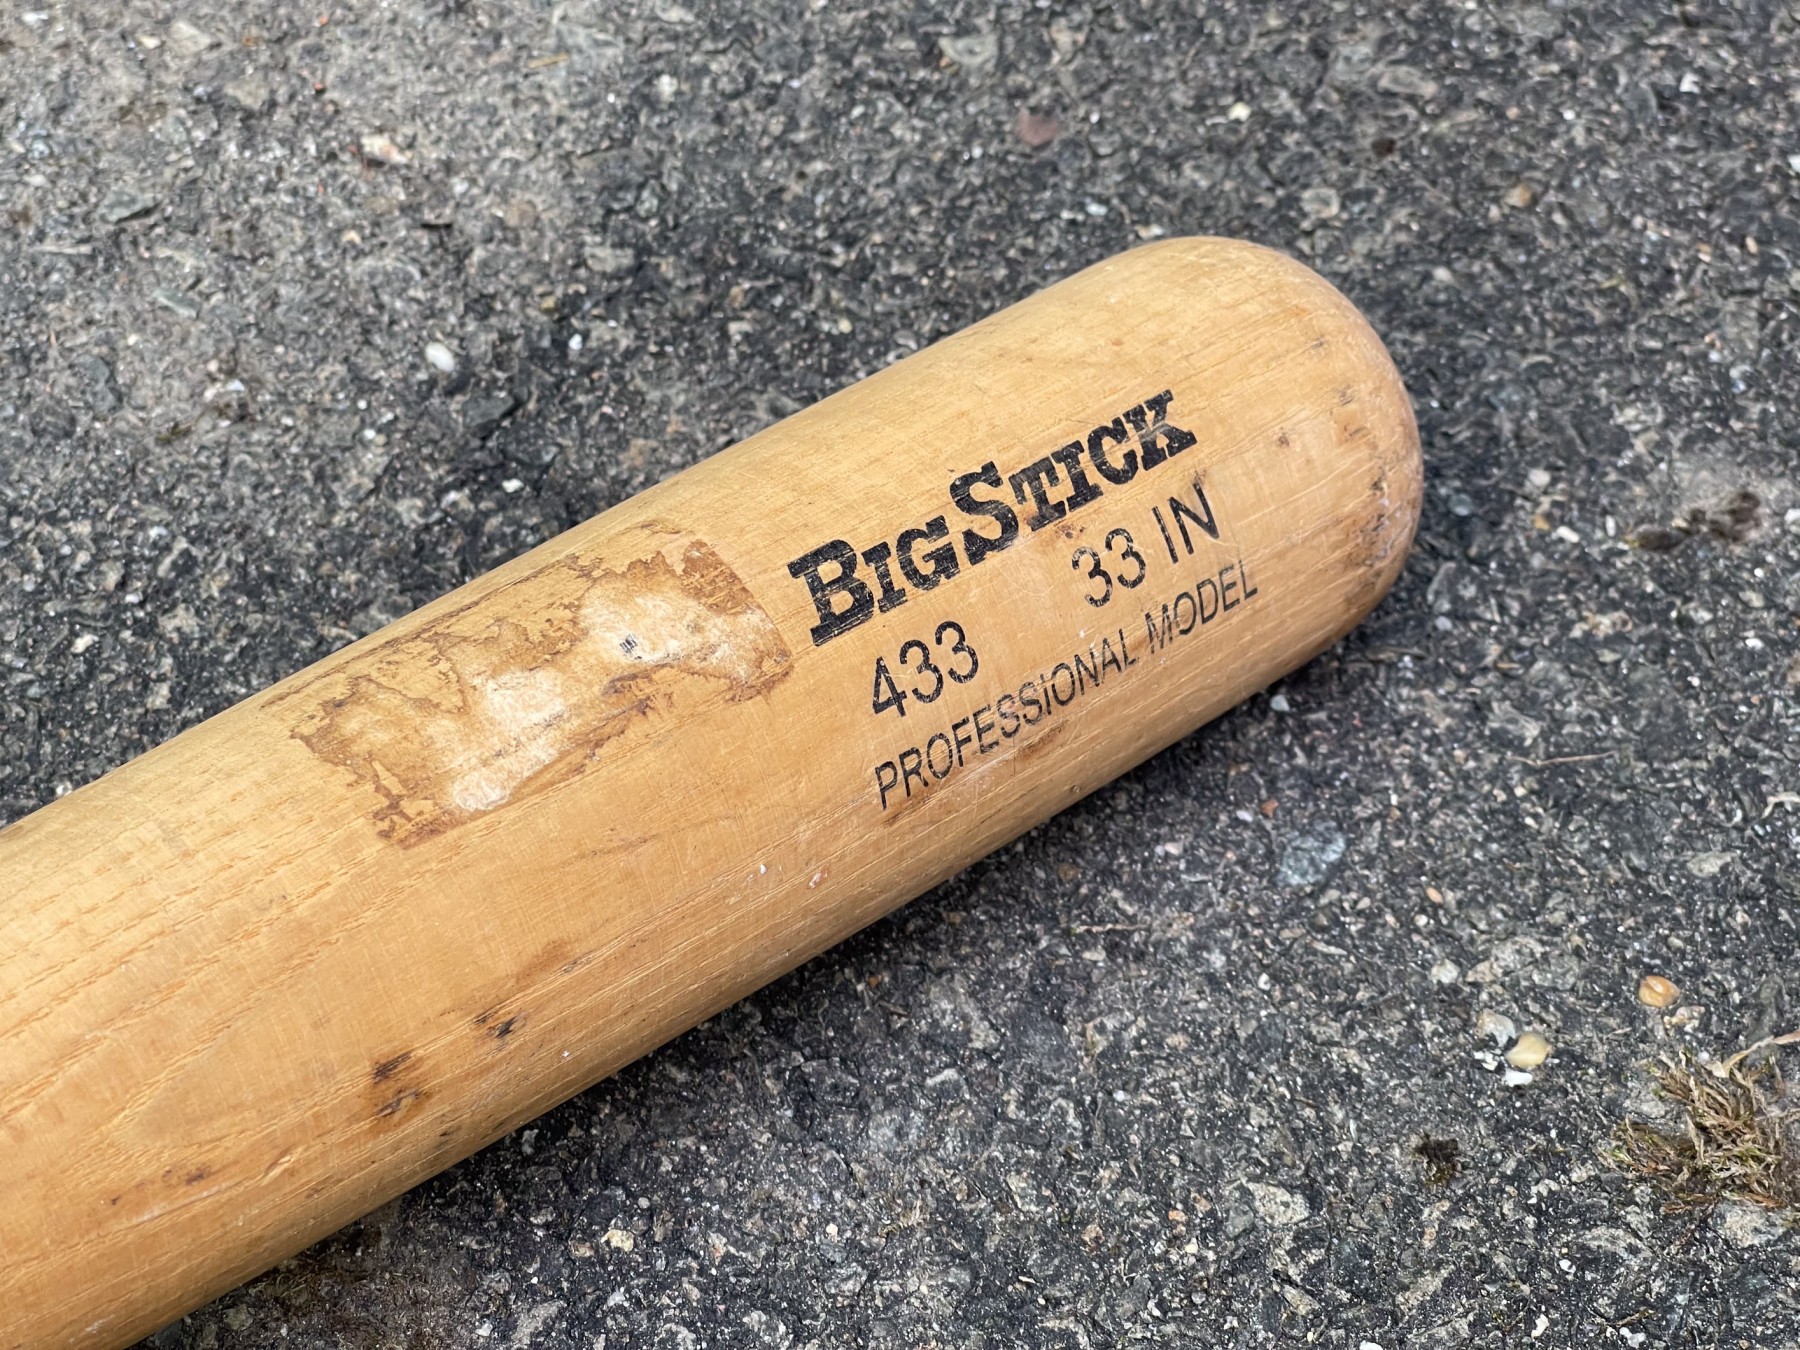 BIGSTICK
433 33 IN
PROFESSIONAL MODEL